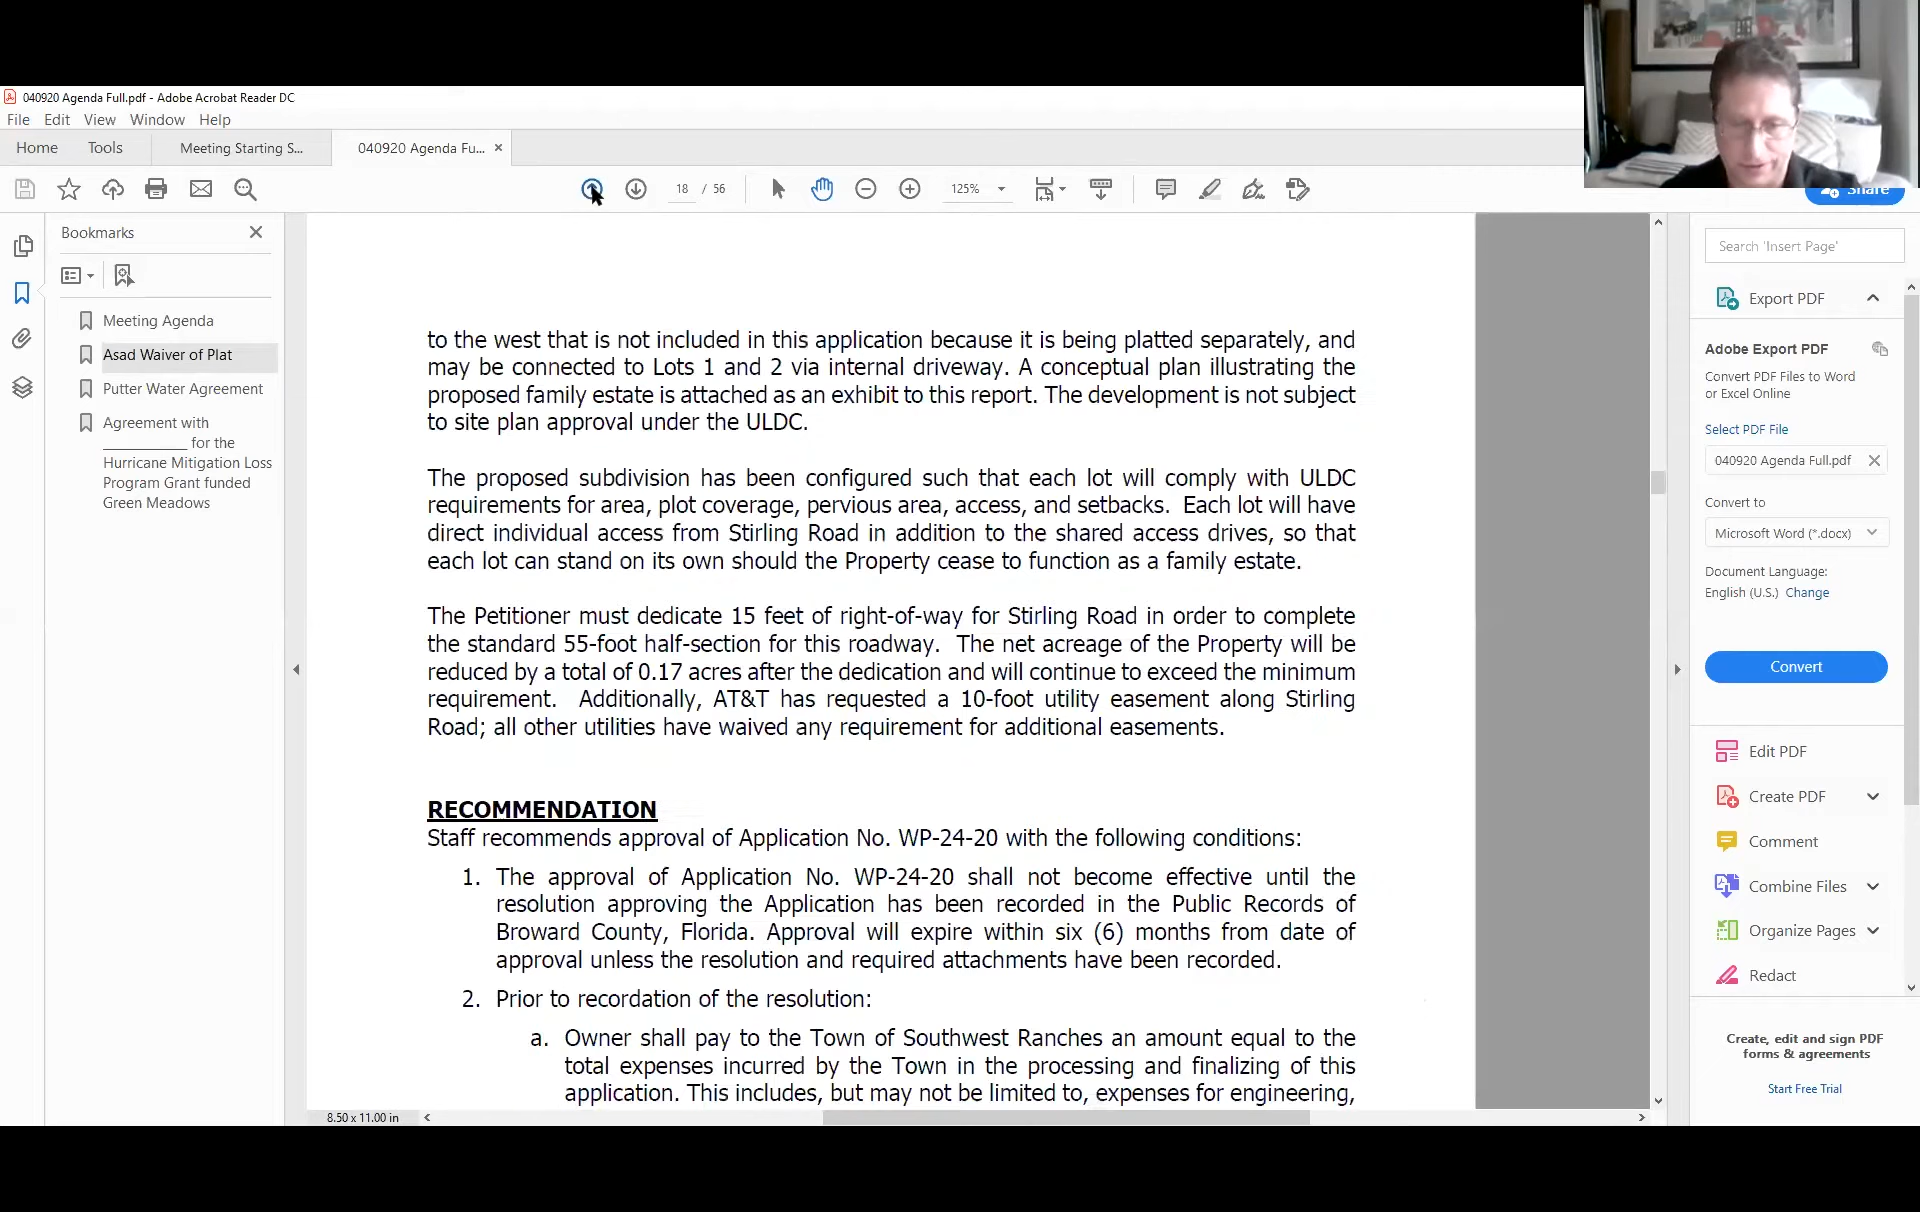 040920 Agenda Full.pdf - Adobe Acrobat Reader DC
File Edit View Window Help
Home Tools Meeting Starting S... 040920 Agenda Fu... ×
18 / 56 125%
Share
Bookmarks
Meeting Agenda
Asad Waiver of Plat
Putter Water Agreement
Agreement with
__________ for the
Hurricane Mitigation Loss
Program Grant funded
Green Meadows
to the west that is not included in this application because it is being platted separately, and
may be connected to Lots 1 and 2 via internal driveway. A conceptual plan illustrating the
proposed family estate is attached as an exhibit to this report. The development is not subject
to site plan approval under the ULDC.
The proposed subdivision has been configured such that each lot will comply with ULDC
requirements for area, plot coverage, pervious area, access, and setbacks. Each lot will have
direct individual access from Stirling Road in addition to the shared access drives, so that
each lot can stand on its own should the Property cease to function as a family estate.
The Petitioner must dedicate 15 feet of right-of-way for Stirling Road in order to complete
the standard 55-foot half-section for this roadway. The net acreage of the Property will be
reduced by a total of 0.17 acres after the dedication and will continue to exceed the minimum
requirement. Additionally, AT&T has requested a 10-foot utility easement along Stirling
Road; all other utilities have waived any requirement for additional easements.
RECOMMENDATION
Staff recommends approval of Application No. WP-24-20 with the following conditions:
1. The approval of Application No. WP-24-20 shall not become effective until the
resolution approving the Application has been recorded in the Public Records of
Broward County, Florida. Approval will expire within six (6) months from date of
approval unless the resolution and required attachments have been recorded.
2. Prior to recordation of the resolution:
a. Owner shall pay to the Town of Southwest Ranches an amount equal to the
total expenses incurred by the Town in the processing and finalizing of this
application. This includes, but may not be limited to, expenses for engineering,
8.50 x 11.00 in
Search 'Insert Page'
Export PDF
Adobe Export PDF
Convert PDF Files to Word
or Excel Online
Select PDF File
040920 Agenda Full.pdf
Convert to
Microsoft Word (*.docx)
Document Language:
English (U.S.) Change
Convert
Edit PDF
Create PDF
Comment
Combine Files
Organize Pages
Redact
Create, edit and sign PDF
forms & agreements
Start Free Trial